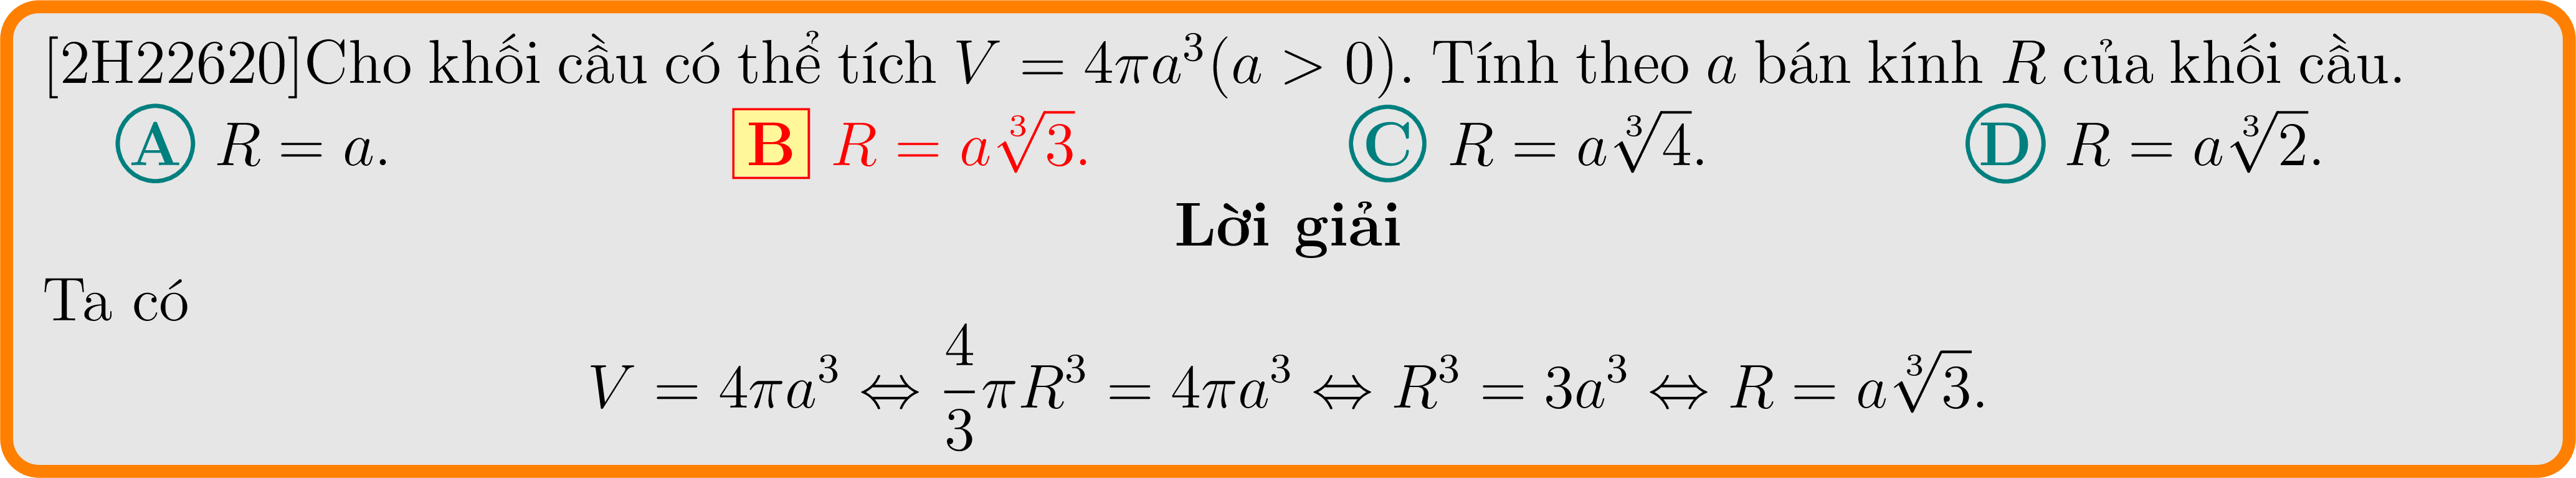 [2H22620]Cho khối cầu có thể tích $V = 4\pi a^3 (a > 0)$. Tính theo $a$ bán kính $R$ của khối cầu.
A $R = a$. B $R = a\sqrt[3]{3}$. C $R = a\sqrt[3]{4}$. D $R = a\sqrt[3]{2}$.
Lời giải
Ta có
$V = 4\pi a^3 \Leftrightarrow \dfrac{4}{3}\pi R^3 = 4\pi a^3 \Leftrightarrow R^3 = 3a^3 \Leftrightarrow R = a\sqrt[3]{3}.$